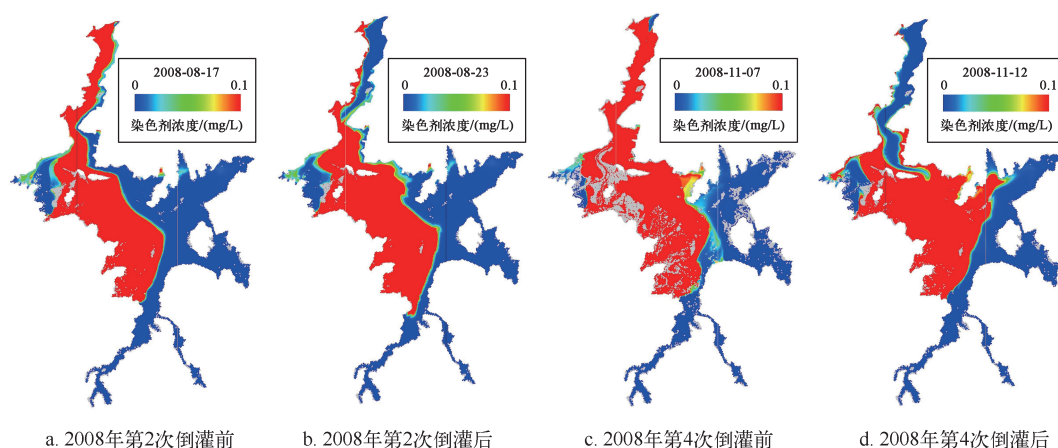 2008-08-17
0 0.1
染色剂浓度/(mg/L)
2008-08-23
0 0.1
染色剂浓度/(mg/L)
2008-11-07
0 0.1
染色剂浓度/(mg/L)
2008-11-12
0 0.1
染色剂浓度/(mg/L)
a. 2008年第2次倒灌前
b. 2008年第2次倒灌后
c. 2008年第4次倒灌前
d. 2008年第4次倒灌后